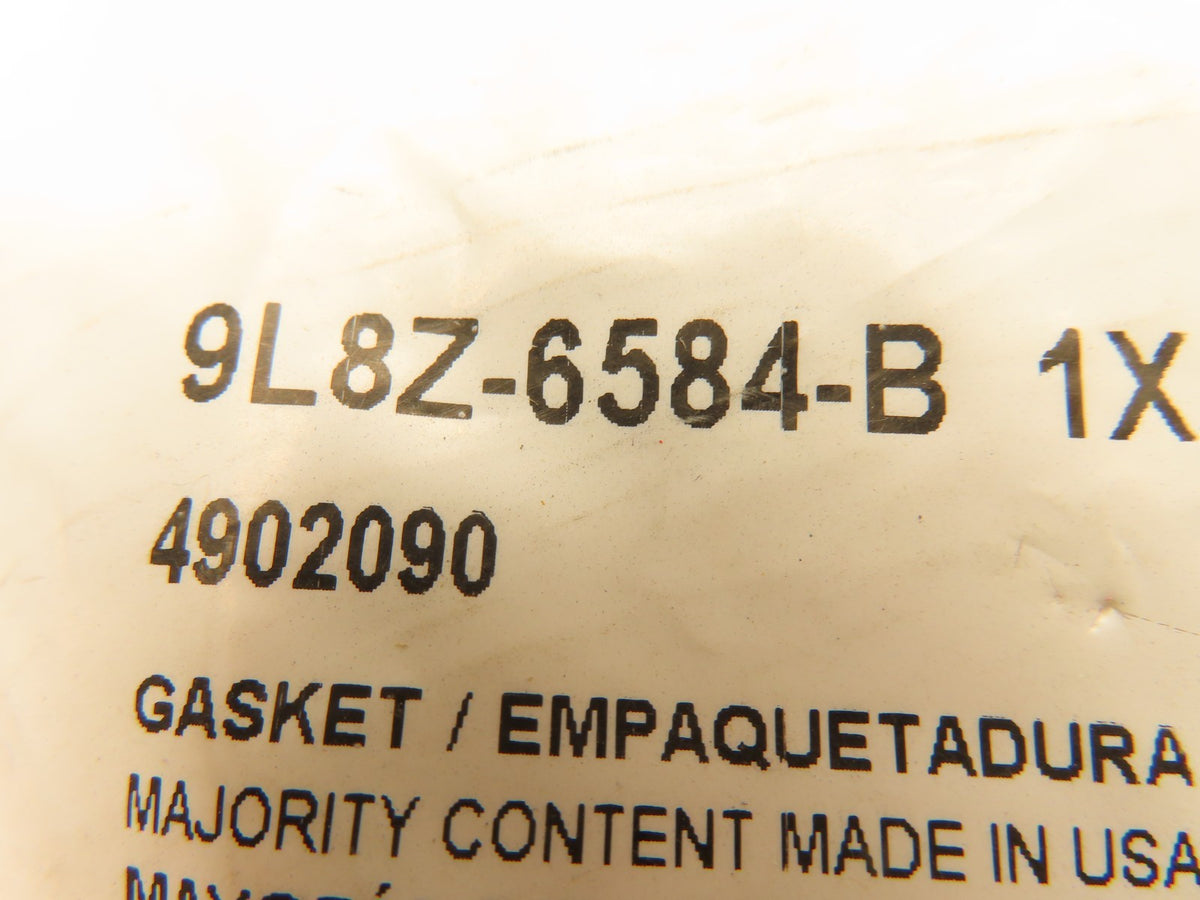 9L8Z-6584-B 1X
4902090
GASKET / EMPAQUETADURA
MAJORITY CONTENT MADE IN USA